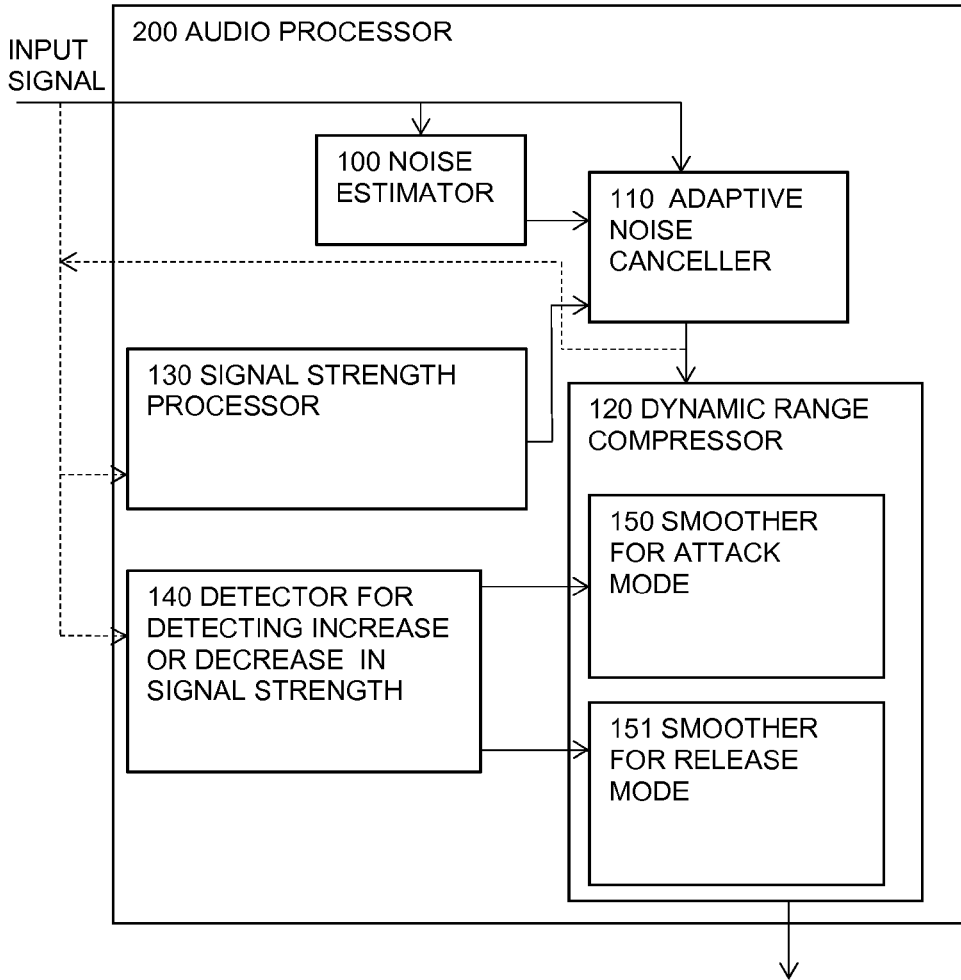 200 AUDIO PROCESSOR
INPUT
SIGNAL
100 NOISE
ESTIMATOR
110 ADAPTIVE
NOISE
CANCELLER
130 SIGNAL STRENGTH
PROCESSOR
120 DYNAMIC RANGE
COMPRESSOR
150 SMOOTHER
FOR ATTACK
MODE
140 DETECTOR FOR
DETECTING INCREASE
OR DECREASE IN
SIGNAL STRENGTH
151 SMOOTHER
FOR RELEASE
MODE